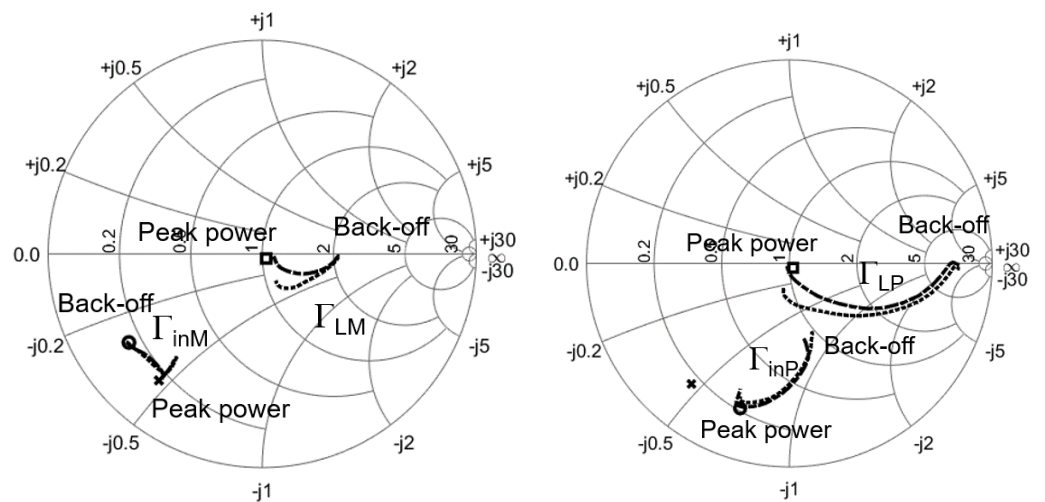 +j1
+j0.5
+j2
+j0.2
+j5
Peak power
Back-off
0.2
1
2
5
30
+j30
0.0
∞
-j30
Back-off
ΓinM
ΓLM
-j0.2
-j5
Peak power
-j0.5
-j2
-j1
+j1
+j0.5
+j2
+j0.2
+j5
Back-off
Peak power
0.2
1
2
5
30
+j30
0.0
∞
-j30
ΓLP
-j0.2
Back-off
-j5
ΓinP
Peak power
-j0.5
-j2
-j1